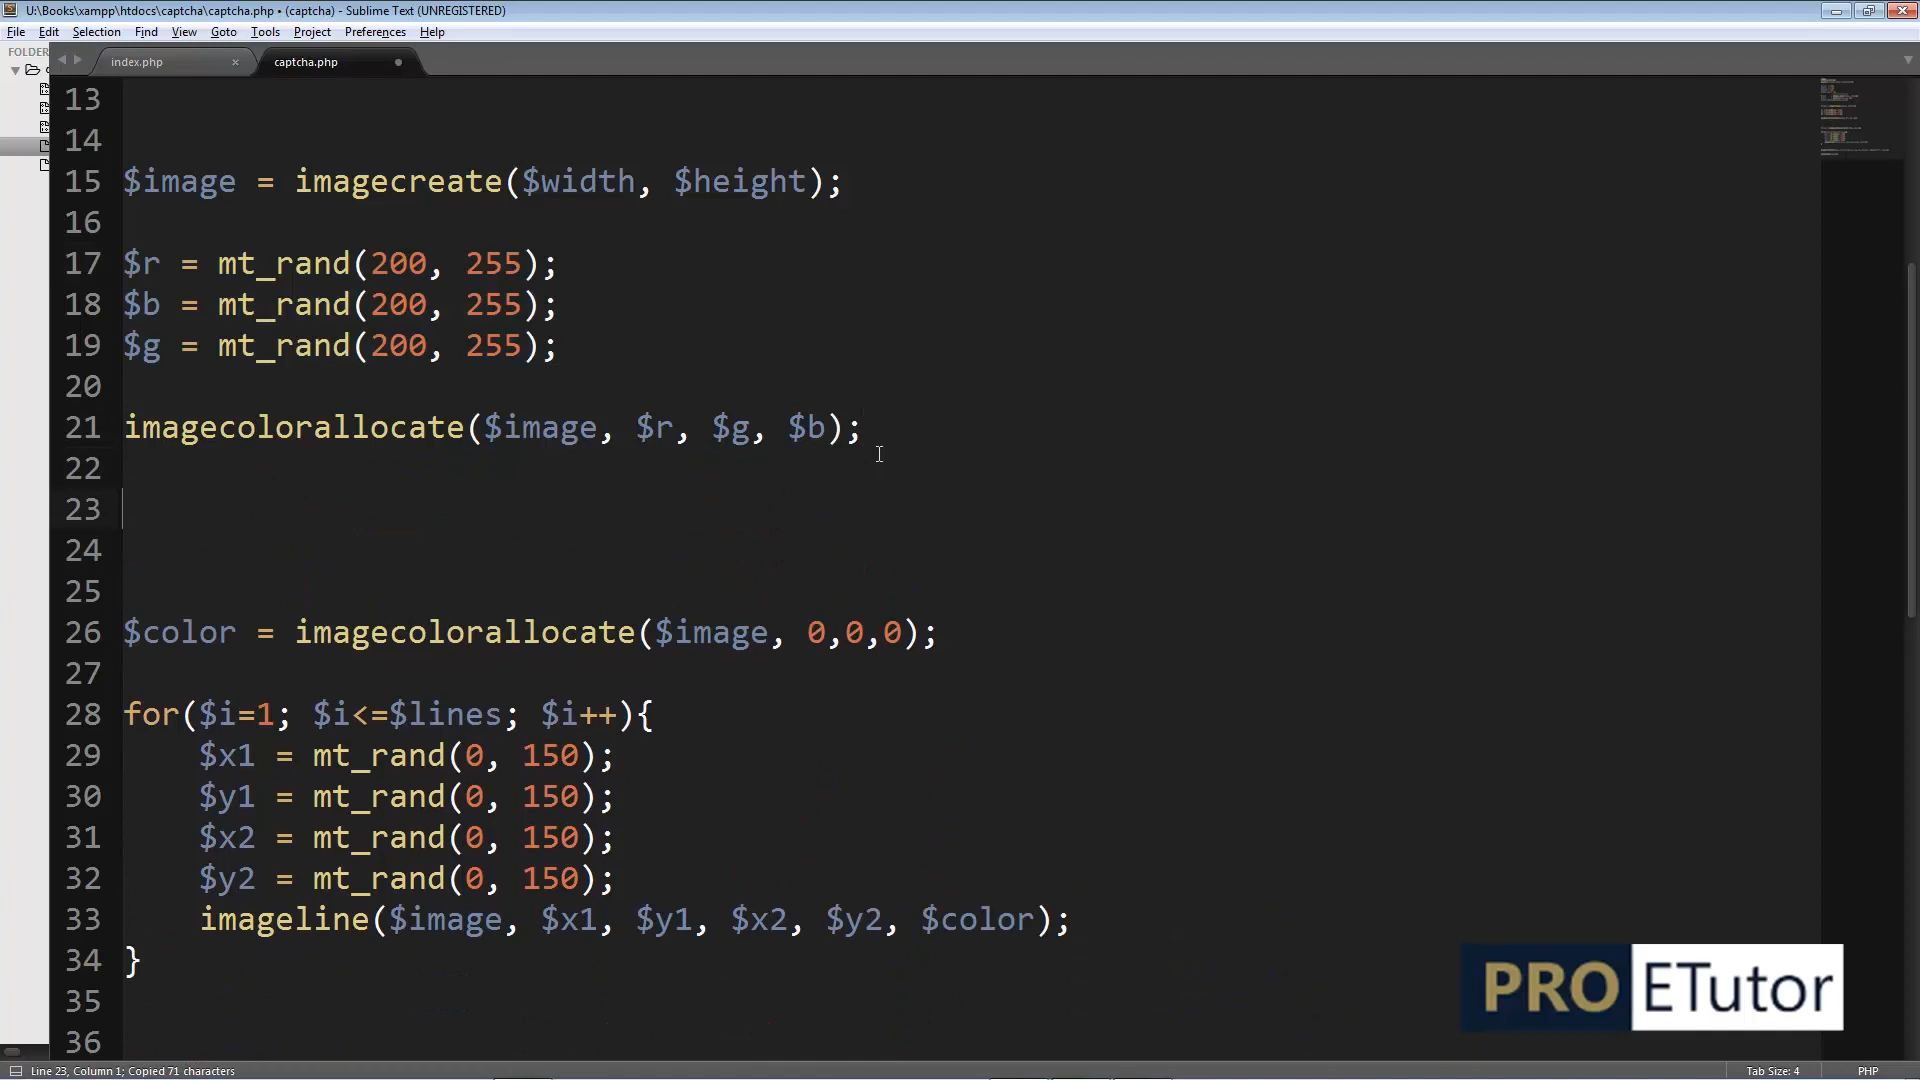 U:\Books\xampp\htdocs\captcha\captcha.php • (captcha) - Sublime Text (UNREGISTERED)
File Edit Selection Find View Goto Tools Project Preferences Help
FOLDER
index.php × captcha.php
13
14
15 $image = imagecreate($width, $height);
16
17 $r = mt_rand(200, 255);
18 $b = mt_rand(200, 255);
19 $g = mt_rand(200, 255);
20
21 imagecolorallocate($image, $r, $g, $b);
22
23
24
25
26 $color = imagecolorallocate($image, 0,0,0);
27
28 for($i=1; $i<=$lines; $i++){
29 $x1 = mt_rand(0, 150);
30 $y1 = mt_rand(0, 150);
31 $x2 = mt_rand(0, 150);
32 $y2 = mt_rand(0, 150);
33 imageline($image, $x1, $y1, $x2, $y2, $color);
34 }
35
36
PRO ETutor
Line 23, Column 1; Copied 71 characters Tab Size: 4 PHP